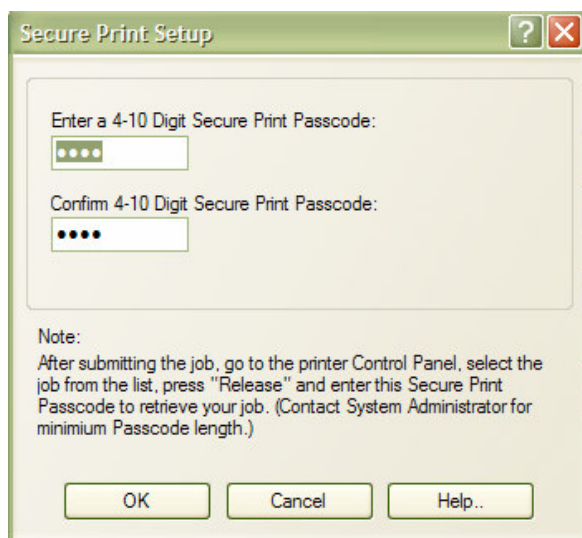 Secure Print Setup
Enter a 4-10 Digit Secure Print Passcode:
••••
Confirm 4-10 Digit Secure Print Passcode:
••••
Note:
After submitting the job, go to the printer Control Panel, select the
job from the list, press "Release" and enter this Secure Print
Passcode to retrieve your job. (Contact System Administrator for
minimium Passcode length.)
OK Cancel Help..